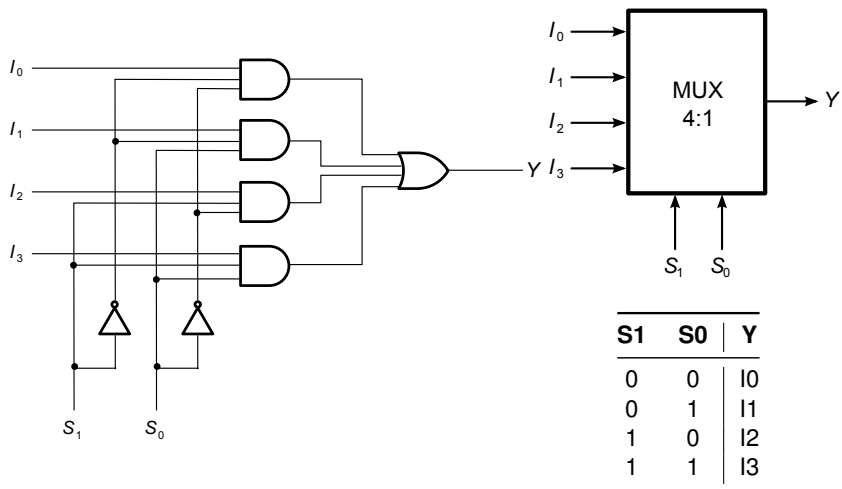 I0
I1
I2
I3
Y
S1
S0
I0
I1
I2
I3
MUX
4:1
Y
S1 S0
S1 S0 Y
0 0 I0
0 1 I1
1 0 I2
1 1 I3